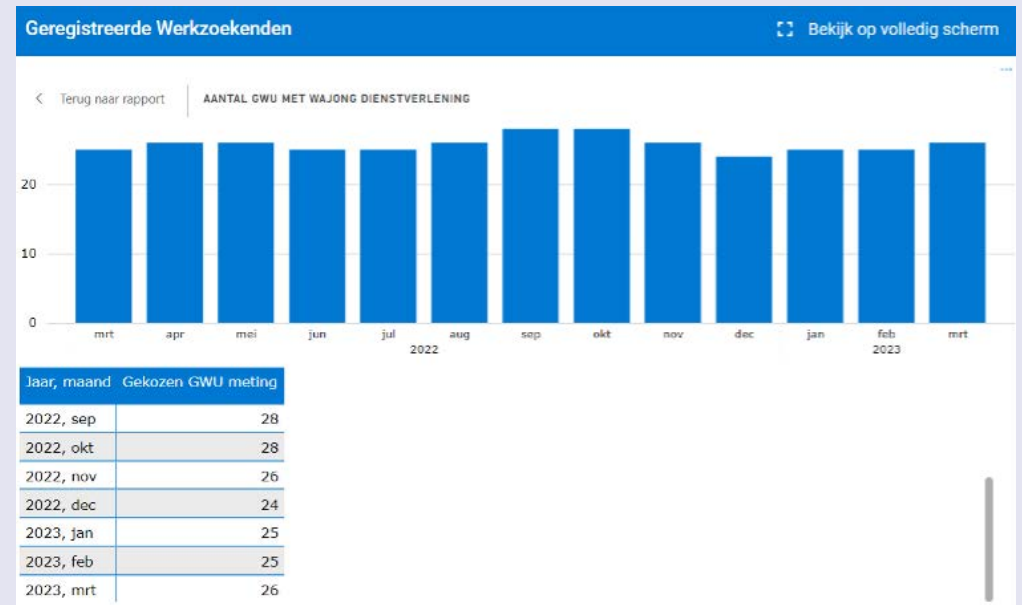 Geregistreerde Werkzoekenden
Bekijk op volledig scherm
Terug naar rapport
AANTAL GWU MET WAJONG DIENSTVERLENING
20
10
0
mrt apr mei jun jul aug sep okt nov dec jan feb mrt
2022 2023
Jaar, maand Gekozen GWU meting
2022, sep 28
2022, okt 28
2022, nov 26
2022, dec 24
2023, jan 25
2023, feb 25
2023, mrt 26